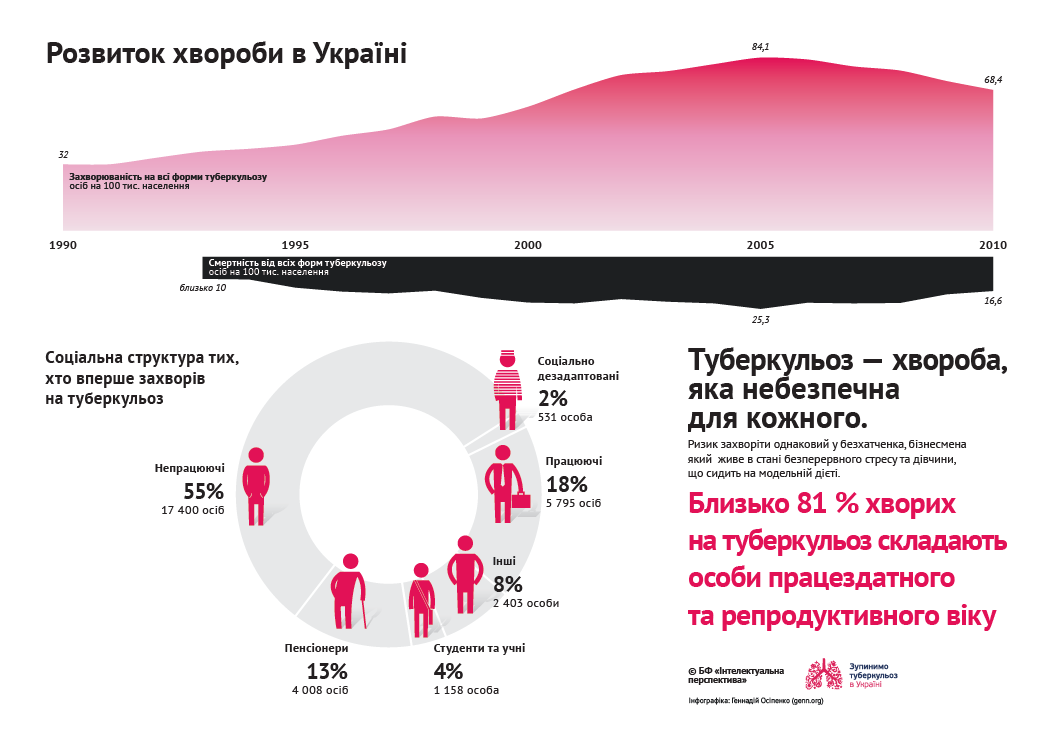 Розвиток хвороби в Україні
84,1
68,4
32
Захворюваність на всі форми туберкульозу
осіб на 100 тис. населення
1990
1995
2000
2005
2010
Смертність від всіх форм туберкульозу
осіб на 100 тис. населення
близько 10
16,6
25,3
Соціальна структура тих,
хто вперше захворів
на туберкульоз
Соціально
дезадаптовані
2%
531 особа
Працюючі
18%
5 795 осіб
Непрацюючі
55%
17 400 осіб
Інші
8%
2 403 особи
Пенсіонери
13%
4 008 осіб
Студенти та учні
4%
1 158 особа
Туберкульоз — хвороба,
яка небезпечна
для кожного.
Ризик захворіти однаковий у безхатченка, бізнесмена
який живе в стані безперервного стресу та дівчини,
що сидить на модельній дієті.
Близько 81 % хворих
на туберкульоз складають
особи працездатного
та репродуктивного віку
© БФ «Інтелектуальна
перспектива»
Зупинимо
туберкульоз
в Україні
Інфографіка: Геннадій Осіпенко (genn.org)